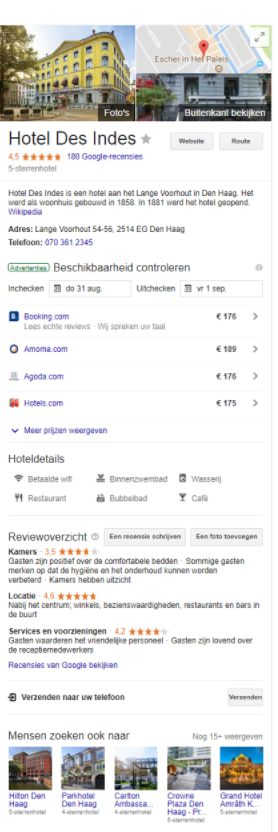 Escher in Het Paleis
Foto's
Buitenkant bekijken
Hotel Des Indes
Website
Route
4,5 180 Google-recensies
5-sterrenhotel
Hotel Des Indes is een hotel aan het Lange Voorhout in Den Haag. Het
werd als woonhuis gebouwd in 1858. In 1881 werd het hotel geopend.
Wikipedia
Adres: Lange Voorhout 54-56, 2514 EG Den Haag
Telefoon: 070 361 2345
Advertenties Beschikbaarheid controleren
Inchecken do 31 aug. Uitchecken vr 1 sep.
Booking.com € 176
Lees echte reviews · Wij spreken uw taal
Amoma.com € 189
Agoda.com € 176
Hotels.com € 175
Meer prijzen weergeven
Hoteldetails
Betaalde wifi Binnenzwembad Wasserij
Restaurant Bubbelbad Café
Reviewoverzicht Een recensie schrijven Een foto toevoegen
Kamers · 3,5
Gasten zijn positief over de comfortabele bedden · Sommige gasten
merken op dat de hygiëne en het onderhoud kunnen worden
verbeterd · Kamers hebben uitzicht
Locatie · 4,6
Nabij het centrum; winkels, bezienswaardigheden, restaurants en bars in
de buurt
Services en voorzieningen · 4,2
Gasten waarderen het vriendelijke personeel · Gasten zijn lovend over
de receptiemedewerkers
Recensies van Google bekijken
Verzenden naar uw telefoon Verzenden
Mensen zoeken ook naar Nog 15+ weergeven
Hilton Den
Haag
5-sterrenhotel
Parkhotel
Den Haag
4-sterrenhotel
Carlton
Ambassa...
4-sterrenhotel
Crowne
Plaza Den
Haag - Pr...
5-sterrenhotel
Grand Hotel
Amrâth K...
5-sterrenhotel